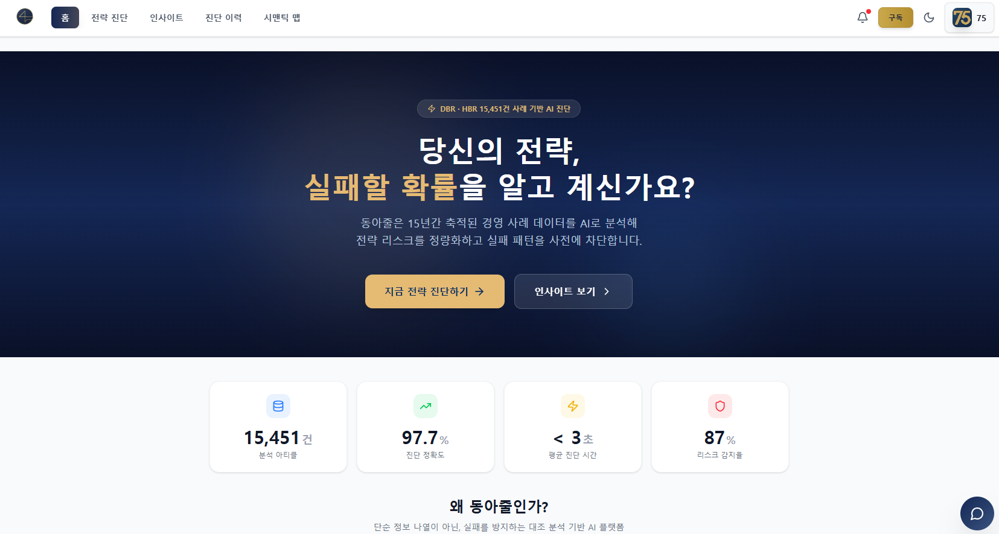 홈
전략 진단
인사이트
진단 이력
시맨틱 맵
구독
75
75
DBR · HBR 15,451건 사례 기반 AI 진단
당신의 전략,
실패할 확률을 알고 계신가요?
동아줄은 15년간 축적된 경영 사례 데이터를 AI로 분석해
전략 리스크를 정량화하고 실패 패턴을 사전에 차단합니다.
지금 전략 진단하기
인사이트 보기
15,451건
분석 아티클
97.7%
진단 정확도
< 3초
평균 진단 시간
87%
리스크 감지율
왜 동아줄인가?
단순 정보 나열이 아닌, 실패를 방지하는 대조 분석 기반 AI 플랫폼